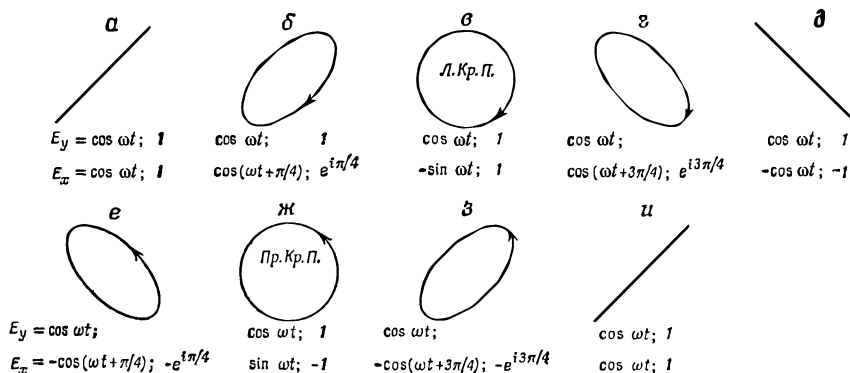 а б в г д
Л.Кр.П.
E_y = cos ωt; 1 cos ωt; 1 cos ωt; 1 cos ωt; cos ωt; 1
E_x = cos ωt; 1 cos(ωt+π/4); e^{iπ/4} -sin ωt; 1 cos(ωt+3π/4); e^{i3π/4} -cos ωt; -1
е ж з и
Пр.Кр.П.
E_y = cos ωt; cos ωt; 1 cos ωt; cos ωt; 1
E_x = -cos(ωt+π/4); -e^{iπ/4} sin ωt; -1 -cos(ωt+3π/4); -e^{i3π/4} cos ωt; 1